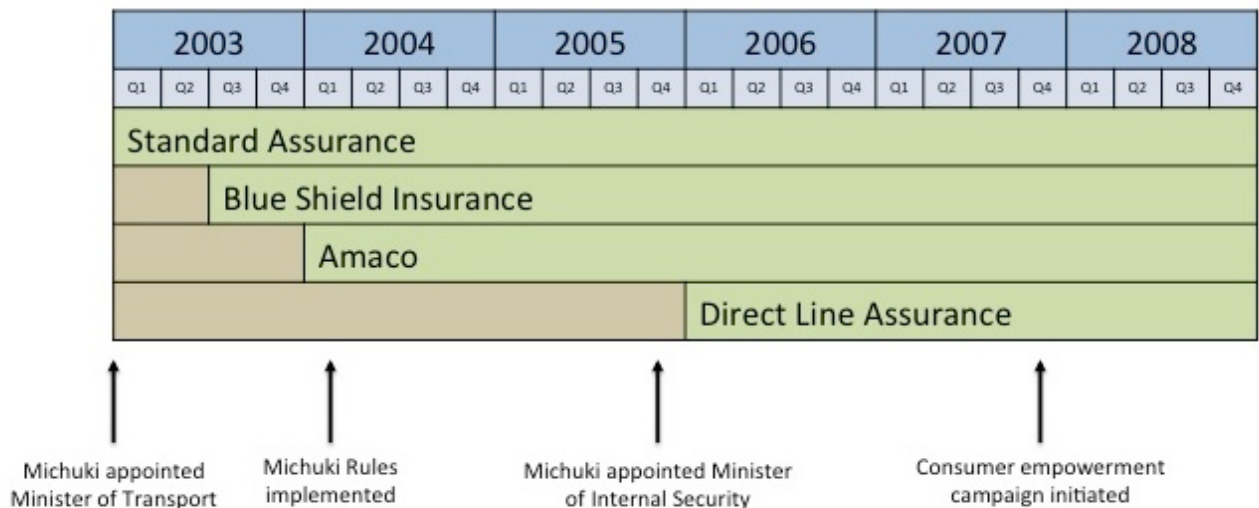 2003 2004 2005 2006 2007 2008
Q1 Q2 Q3 Q4 Q1 Q2 Q3 Q4 Q1 Q2 Q3 Q4 Q1 Q2 Q3 Q4 Q1 Q2 Q3 Q4 Q1 Q2 Q3 Q4
Standard Assurance
Blue Shield Insurance
Amaco
Direct Line Assurance
Michuki appointed
Minister of Transport
Michuki Rules
implemented
Michuki appointed Minister
of Internal Security
Consumer empowerment
campaign initiated